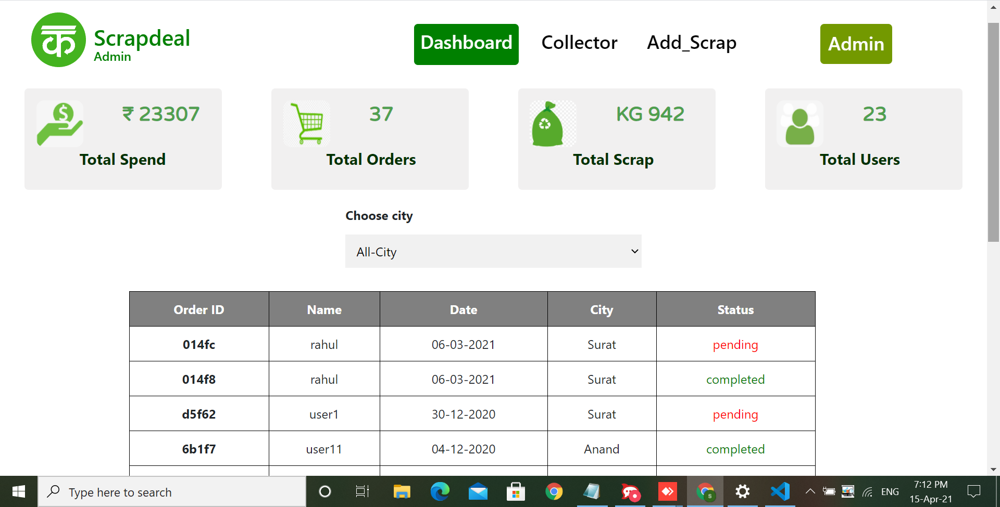 क
Scrapdeal
Admin
Dashboard
Collector
Add_Scrap
Admin
₹ 23307
Total Spend
37
Total Orders
KG 942
Total Scrap
23
Total Users
Choose city
All-City
Order ID Name Date City Status
014fc rahul 06-03-2021 Surat pending
014f8 rahul 06-03-2021 Surat completed
d5f62 user1 30-12-2020 Surat pending
6b1f7 user11 04-12-2020 Anand completed
Type here to search
ENG
7:12 PM
15-Apr-21